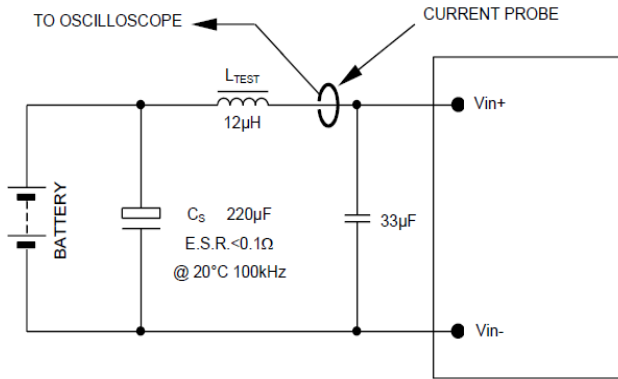 TO OSCILLOSCOPE
CURRENT PROBE
LTEST
12µH
Vin+
BATTERY
CS 220µF
E.S.R.<0.1Ω
@ 20°C 100kHz
33µF
Vin-